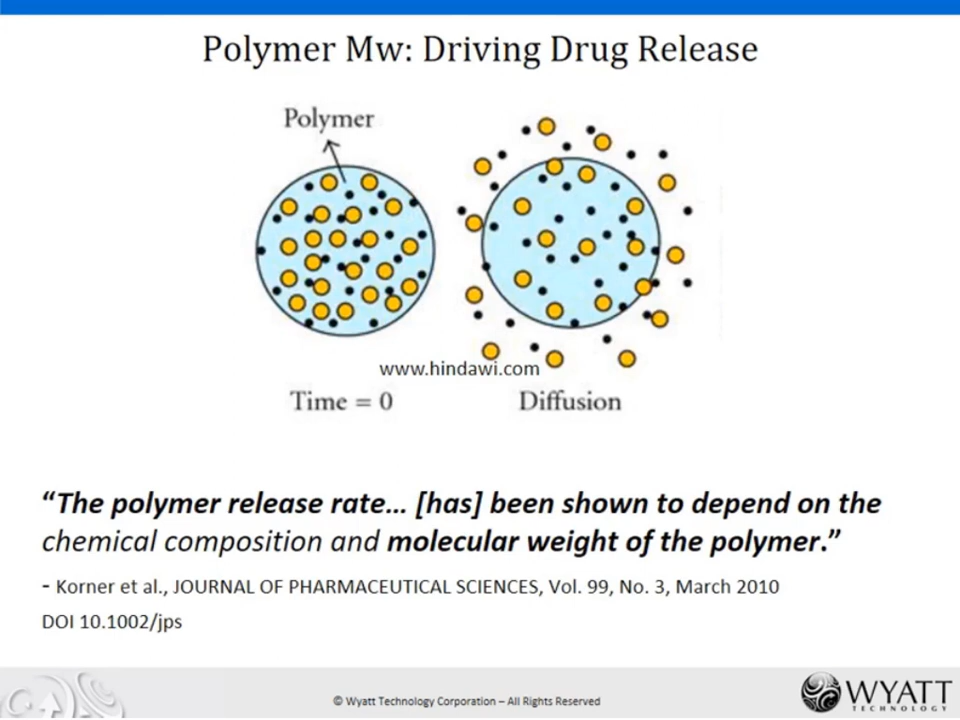 Polymer Mw: Driving Drug Release
Polymer
www.hindawi.com
Time = 0
Diffusion
“The polymer release rate… [has] been shown to depend on the
chemical composition and molecular weight of the polymer.”
- Korner et al., JOURNAL OF PHARMACEUTICAL SCIENCES, Vol. 99, No. 3, March 2010
DOI 10.1002/jps
© Wyatt Technology Corporation – All Rights Reserved
WYATT
TECHNOLOGY